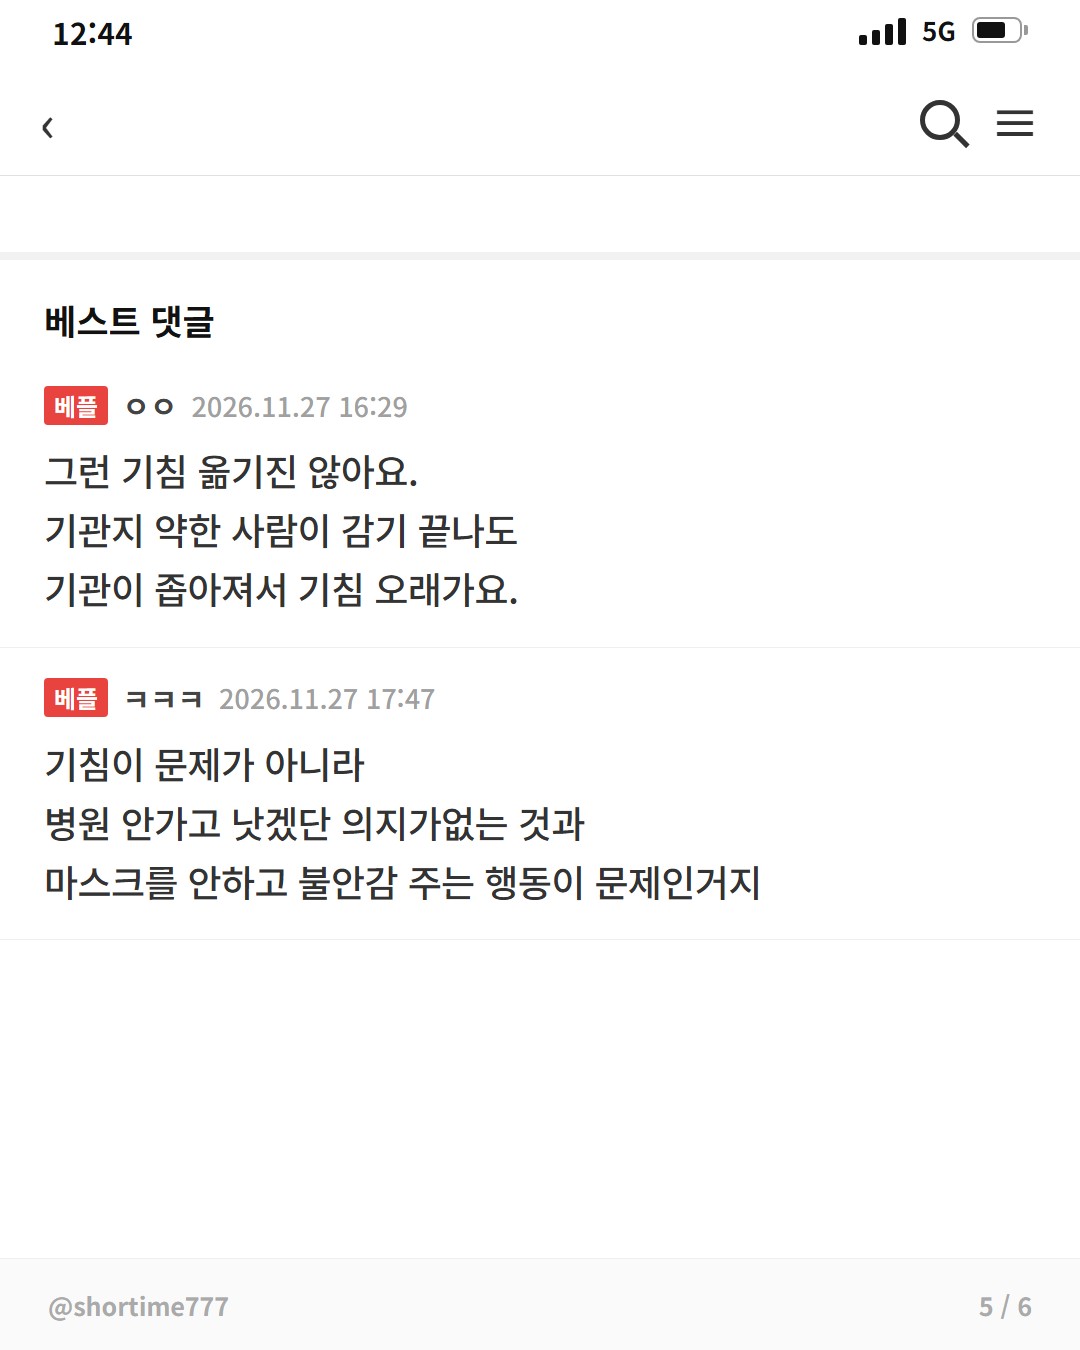 12:44
5G
베스트 댓글
베플 ㅇㅇ 2026.11.27 16:29
그런 기침 옮기진 않아요.
기관지 약한 사람이 감기 끝나도
기관이 좁아져서 기침 오래가요.
베플 ㅋㅋㅋ 2026.11.27 17:47
기침이 문제가 아니라
병원 안가고 낫겠단 의지가없는 것과
마스크를 안하고 불안감 주는 행동이 문제인거지
@shortime777
5 / 6